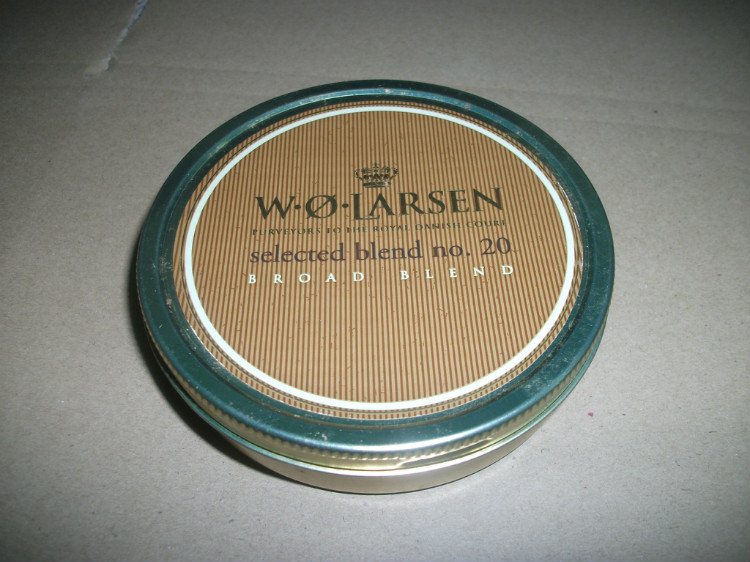 W·Ø·LARSEN
PURVEYORS TO THE ROYAL DANISH COURT
selected blend no. 20
BROAD BLEND